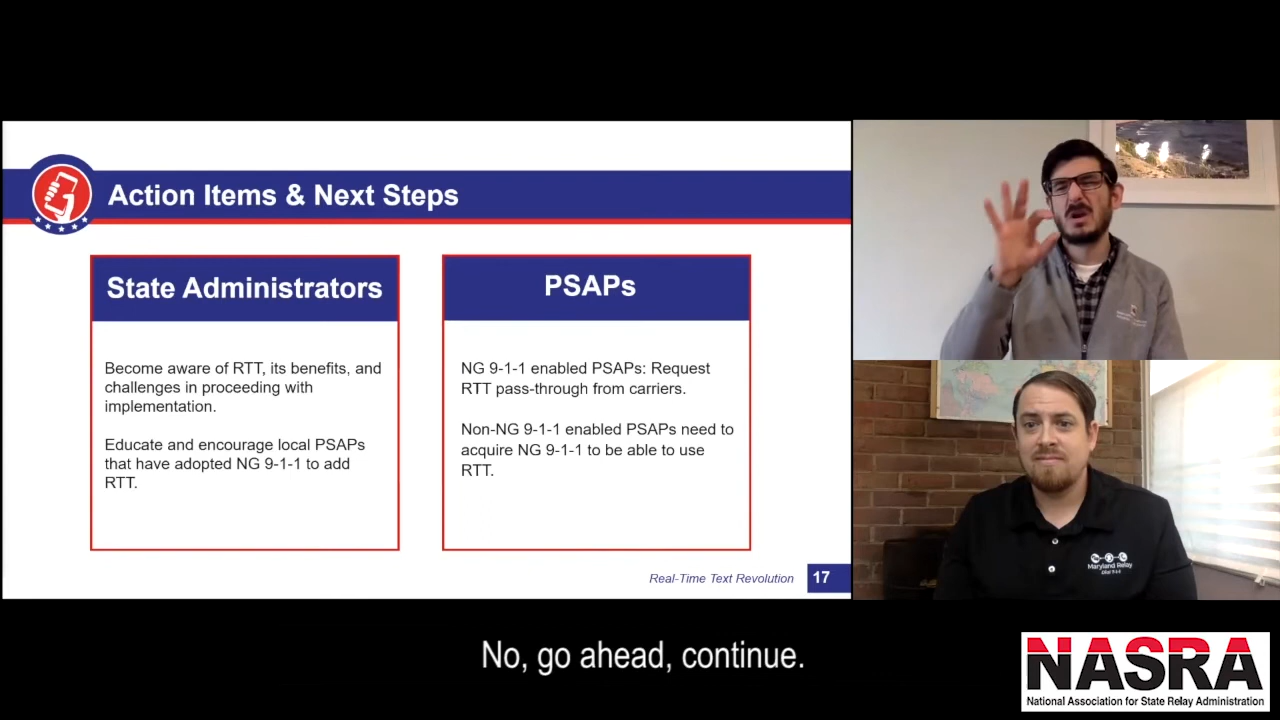 Action Items & Next Steps
State Administrators
Become aware of RTT, its benefits, and
challenges in proceeding with
implementation.
Educate and encourage local PSAPs
that have adopted NG 9-1-1 to add
RTT.
PSAPs
NG 9-1-1 enabled PSAPs: Request
RTT pass-through from carriers.
Non-NG 9-1-1 enabled PSAPs need to
acquire NG 9-1-1 to be able to use
RTT.
Real-Time Text Revolution
17
Maryland Relay
No, go ahead, continue.
NASRA
National Association for State Relay Administration